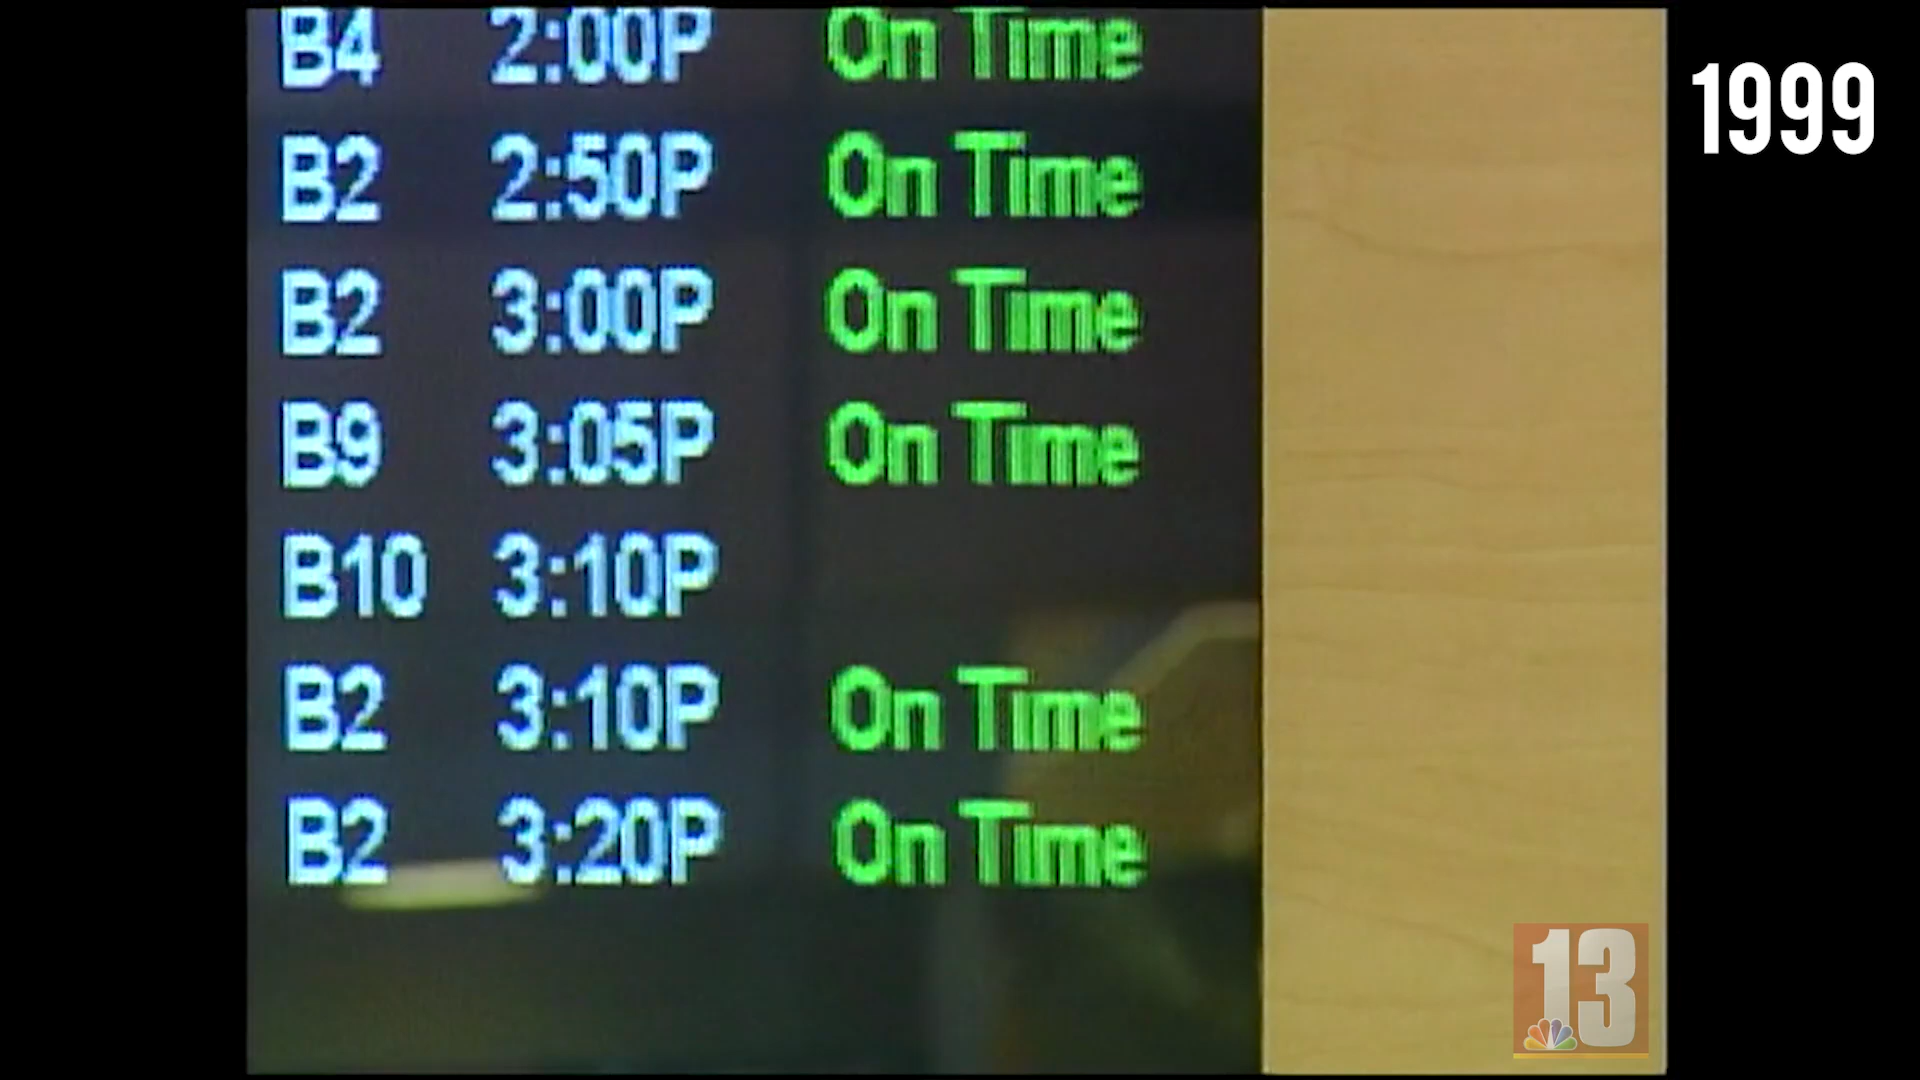 B4 2:00P On Time
1999
B2 2:50P On Time
B2 3:00P On Time
B9 3:05P On Time
B10 3:10P
B2 3:10P On Time
B2 3:20P On Time
13